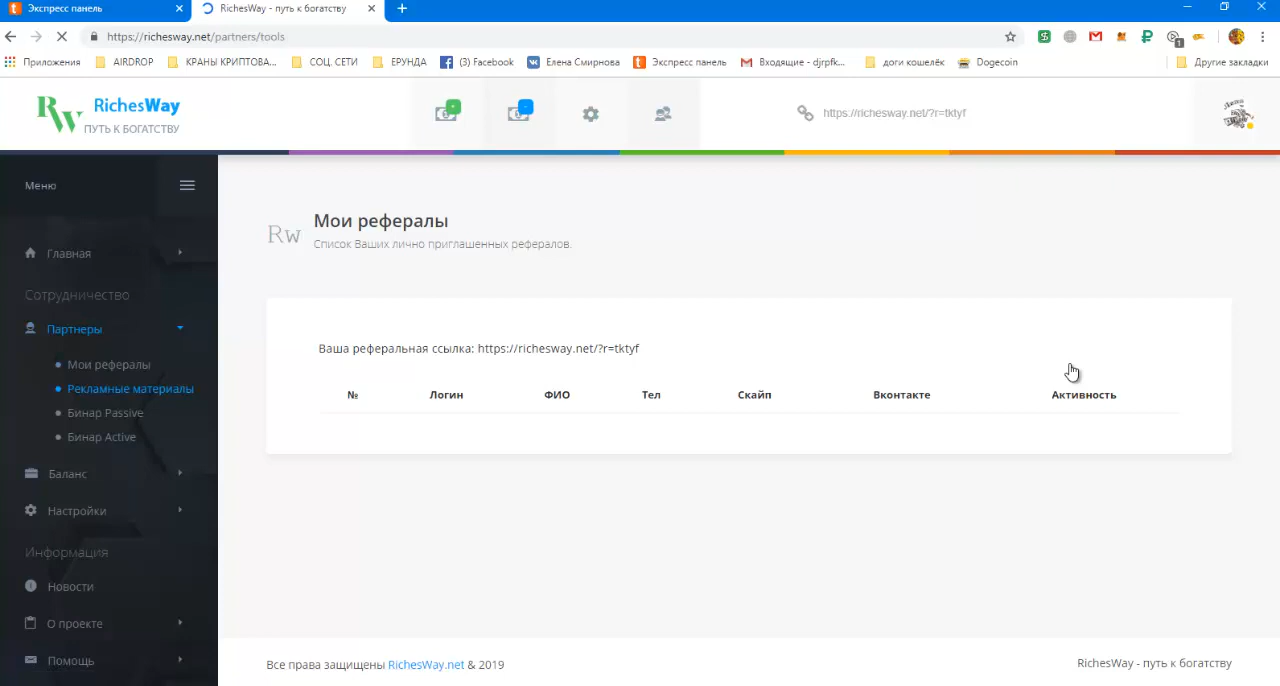 Экспресс панель
RichesWay - путь к богатству
https://richesway.net/partners/tools
1
Приложения
AIRDROP
КРАНЫ КРИПТОВА...
СОЦ. СЕТИ
ЕРУНДА
(3) Facebook
Елена Смирнова
Экспресс панель
Входящие - djrpfk...
доги кошелёк
Dogecoin
Другие закладки
RW RichesWay
ПУТЬ К БОГАТСТВУ
https://richesway.net/?r=tktyf
Меню
Главная
Сотрудничество
Партнеры
Мои рефералы
Рекламные материалы
Бинар Passive
Бинар Active
Баланс
Настройки
Информация
Новости
О проекте
Помощь
Rw
Мои рефералы
Список Ваших лично приглашенных рефералов.
Ваша реферальная ссылка: https://richesway.net/?r=tktyf
№ Логин ФИО Тел Скайп Вконтакте Активность
Все права защищены RichesWay.net & 2019
RichesWay - путь к богатству